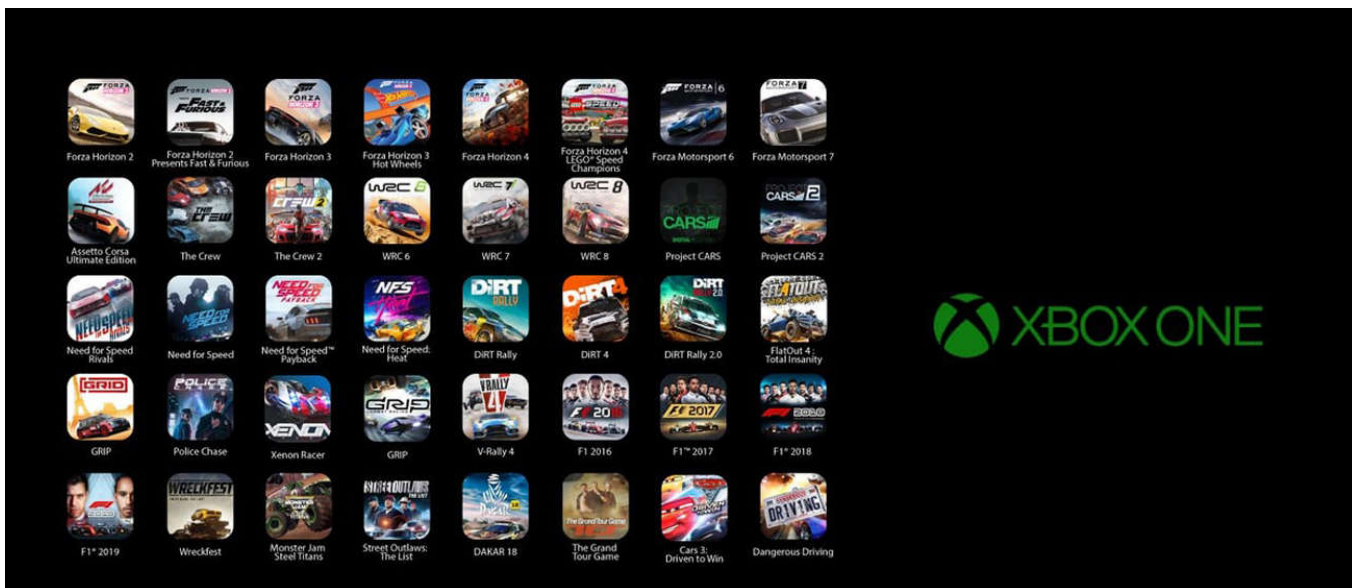 Forza Horizon 2
Forza Horizon 2
Presents Fast & Furious
Forza Horizon 3
Forza Horizon 3
Hot Wheels
Forza Horizon 4
Forza Horizon 4
LEGO® Speed
Champions
Forza Motorsport 6
Forza Motorsport 7
Assetto Corsa
Ultimate Edition
The Crew
The Crew 2
WRC 6
WRC 7
WRC 8
Project CARS
Project CARS 2
Need for Speed
Rivals
Need for Speed
Need for Speed™
Payback
Need for Speed:
Heat
DiRT Rally
DiRT 4
DiRT Rally 2.0
FlatOut 4 :
Total Insanity
XBOX ONE
GRIP
Police Chase
Xenon Racer
GRIP
V-Rally 4
F1 2016
F1™ 2017
F1® 2018
F1® 2019
Wreckfest
Monster Jam
Steel Titans
Street Outlaws:
The List
DAKAR 18
The Grand
Tour Game
Cars 3:
Driven to Win
Dangerous Driving